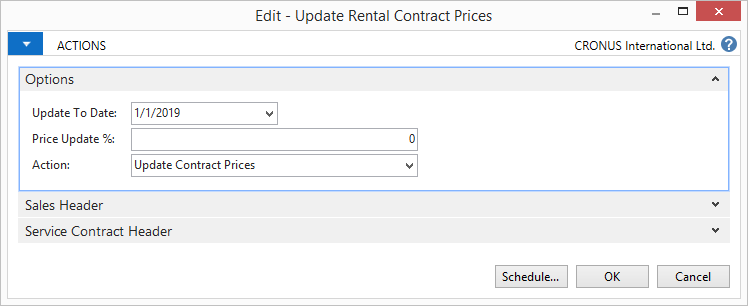 Edit - Update Rental Contract Prices
ACTIONS CRONUS International Ltd. ?
Options
Update To Date: 1/1/2019
Price Update %: 0
Action: Update Contract Prices
Sales Header
Service Contract Header
Schedule... OK Cancel